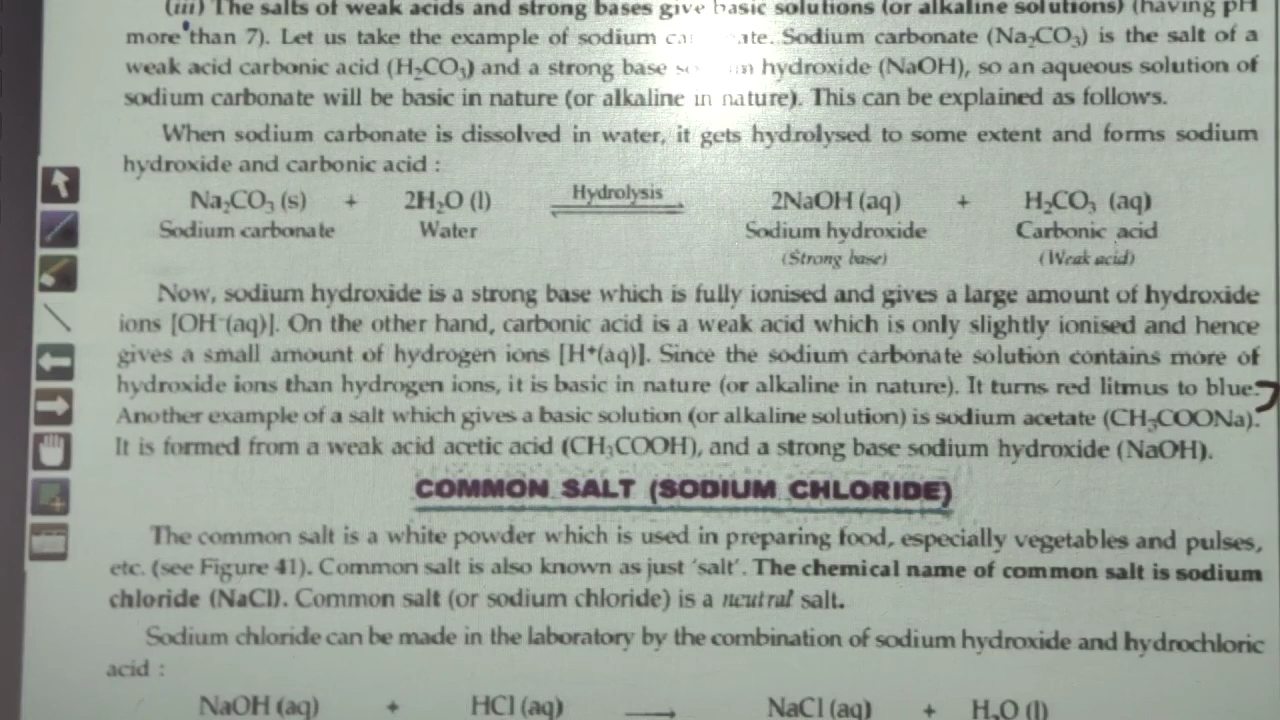 (iii) The salts of weak acids and strong bases give basic solutions (or alkaline solutions) (having pH
more than 7). Let us take the example of sodium Sodium carbonate (Na₂CO₃) is the salt of a
weak acid carbonic acid (H₂CO₃) and a strong base hydroxide (NaOH), so an aqueous solution of
sodium carbonate will be basic in nature (or alkaline in nature). This can be explained as follows.
When sodium carbonate is dissolved in water, it gets hydrolysed to some extent and forms sodium
hydroxide and carbonic acid :
Na₂CO₃ (s) + 2H₂O (l) Hydrolysis 2NaOH (aq) + H₂CO₃ (aq)
Sodium carbonate Water Sodium hydroxide Carbonic acid
(Strong base) (Weak acid)
Now, sodium hydroxide is a strong base which is fully ionised and gives a large amount of hydroxide
ions [OH⁻(aq)]. On the other hand, carbonic acid is a weak acid which is only slightly ionised and hence
gives a small amount of hydrogen ions [H⁺(aq)]. Since the sodium carbonate solution contains more of
hydroxide ions than hydrogen ions, it is basic in nature (or alkaline in nature). It turns red litmus to blue.
Another example of a salt which gives a basic solution (or alkaline solution) is sodium acetate (CH₃COONa).
It is formed from a weak acid acetic acid (CH₃COOH), and a strong base sodium hydroxide (NaOH).
COMMON SALT (SODIUM CHLORIDE)
The common salt is a white powder which is used in preparing food, especially vegetables and pulses,
etc. (see Figure 41). Common salt is also known as just 'salt'. The chemical name of common salt is sodium
chloride (NaCl). Common salt (or sodium chloride) is a neutral salt.
Sodium chloride can be made in the laboratory by the combination of sodium hydroxide and hydrochloric
acid :
NaOH (aq) + HCl (aq) → NaCl (aq) + H₂O (l)